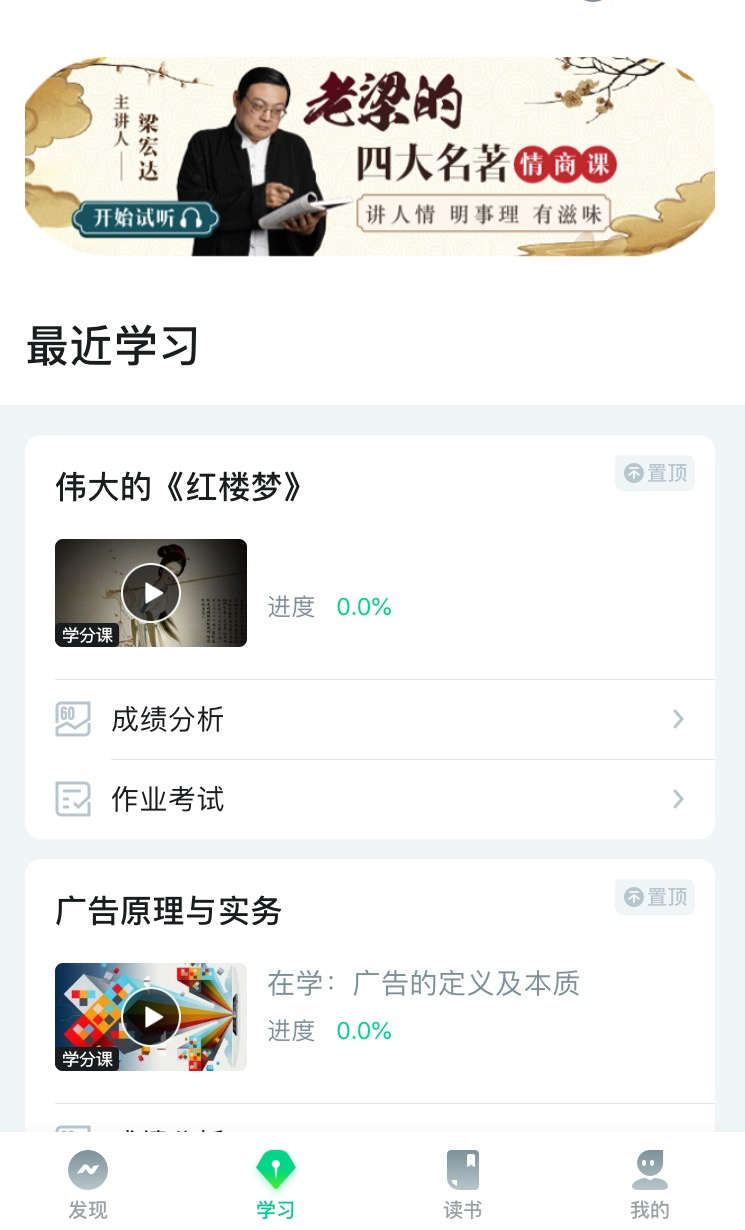 主讲人
梁宏达
老梁的
四大名著情商课
讲人情 明事理 有滋味
开始试听
最近学习
伟大的《红楼梦》
置顶
学分课
进度 0.0%
60
成绩分析
作业考试
广告原理与实务
置顶
学分课
在学：广告的定义及本质
进度 0.0%
发现
学习
读书
我的